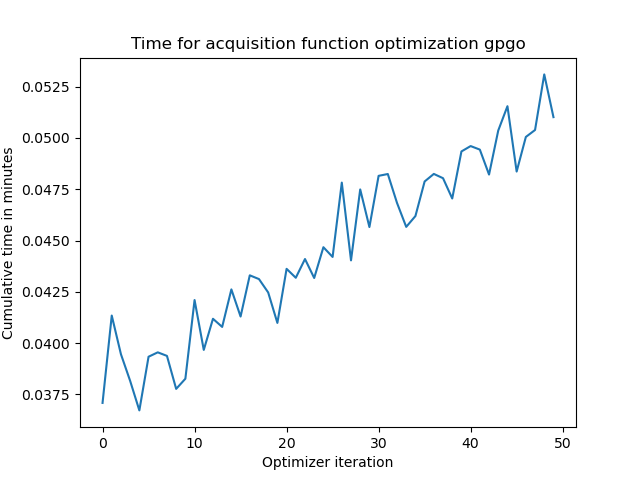 Time for acquisition function optimization gpgo
Cumulative time in minutes
0.0525
0.0500
0.0475
0.0450
0.0425
0.0400
0.0375
0 10 20 30 40 50
Optimizer iteration